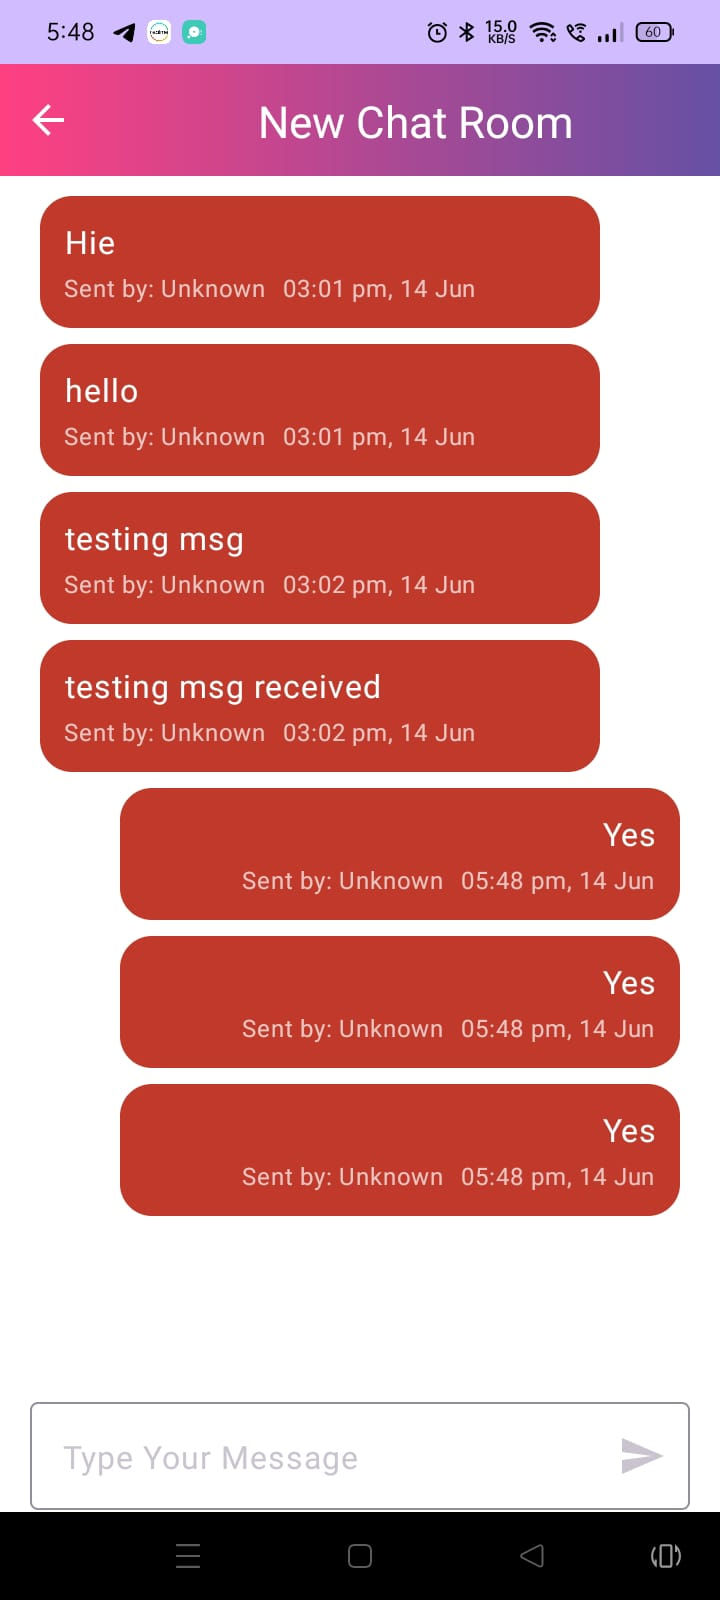 5:48 realme 15.0 KB/S 60
New Chat Room
Hie
Sent by: Unknown 03:01 pm, 14 Jun
hello
Sent by: Unknown 03:01 pm, 14 Jun
testing msg
Sent by: Unknown 03:02 pm, 14 Jun
testing msg received
Sent by: Unknown 03:02 pm, 14 Jun
Yes
Sent by: Unknown 05:48 pm, 14 Jun
Yes
Sent by: Unknown 05:48 pm, 14 Jun
Yes
Sent by: Unknown 05:48 pm, 14 Jun
Type Your Message